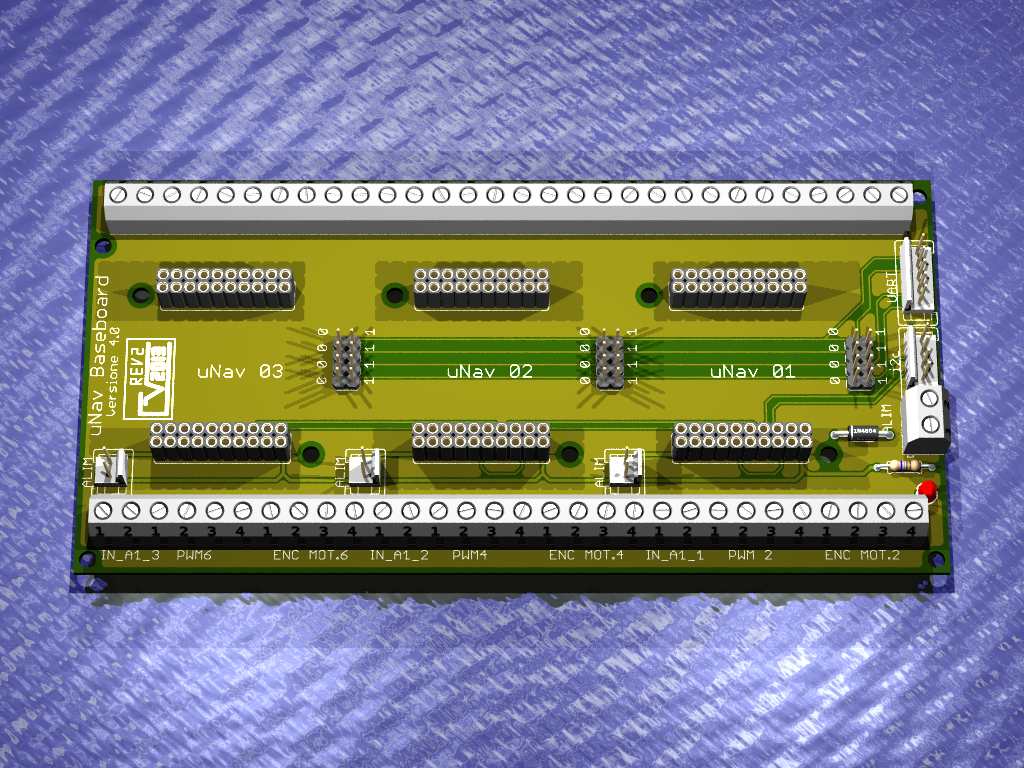 uNav Baseboard
versione 4.0
REV2
UART
i2c
0 1
0 1
0 1
0 1
0 1
0 1
0 1
0 1
0 1
0 1
0 1
0 1
uNav 03
uNav 02
uNav 01
ALIM
1N4004
ALIM
ALIM
ALIM
1 2 1 2 3 4 1 2 3 4 1 2 3 4 1 2 3 4 1 2 3 4 1 2 3 4 1 2 3 4
IN_A1_3 PWM6 ENC MOT.6 IN_A1_2 PWM4 ENC MOT.4 IN_A1_1 PWM 2 ENC MOT.2